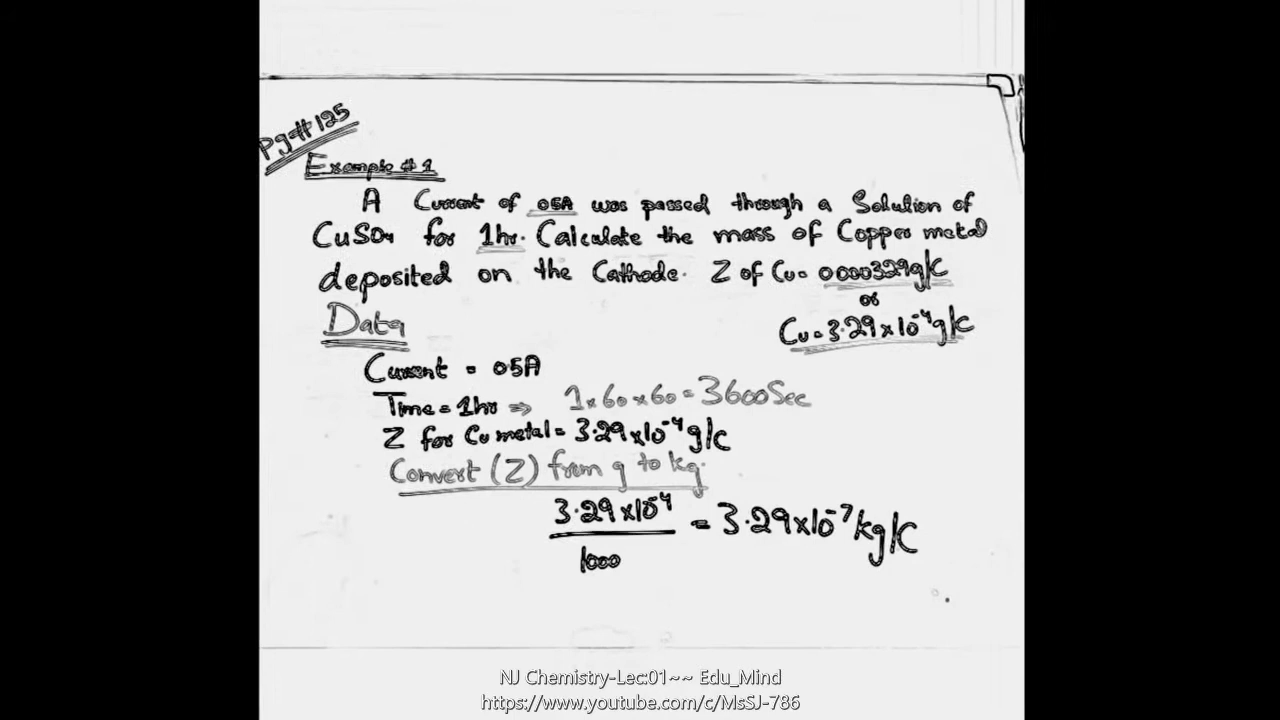 Pg#125
Example #1
A Current of 05A was passed through a Solution of
CuSO4 for 1hr. Calculate the mass of Copper metal
deposited on the Cathode. Z of Cu= 0.000329g/C
or
Cu=3.29x10⁻⁴g/C
Data
Current = 05A
Time=1hr ⇒ 1x60x60=3600Sec
Z for Cu metal=3.29x10⁻⁴g/C
Convert (Z) from g to kg.
3.29x10⁻⁴
1000
=3.29x10⁻⁷kg/C
NJ Chemistry-Lec:01~~ Edu_Mind
https://www.youtube.com/c/MsSJ-786